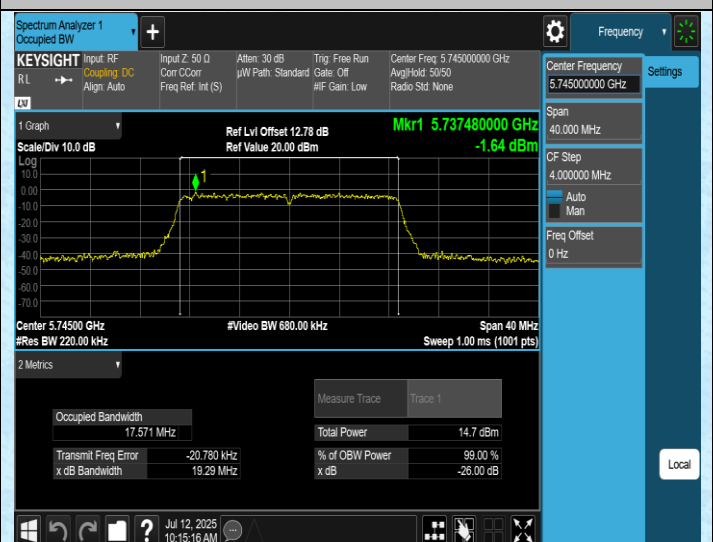 Spectrum Analyzer 1
Occupied BW
+
Frequency
KEYSIGHT
RL
LXI
Input: RF
Coupling: DC
Align: Auto
Input Z: 50 Ω
Corr CCorr
Freq Ref: Int (S)
Atten: 30 dB
µW Path: Standard
Trig: Free Run
Gate: Off
#IF Gain: Low
Center Freq: 5.745000000 GHz
Avg|Hold: 50/50
Radio Std: None
Center Frequency
5.745000000 GHz
Settings
Span
40.000 MHz
CF Step
4.000000 MHz
Auto
Man
Freq Offset
0 Hz
Local
1 Graph
Scale/Div 10.0 dB
Ref Lvl Offset 12.78 dB
Ref Value 20.00 dBm
Mkr1 5.737480000 GHz
-1.64 dBm
Log
10.0
0.00
-10.0
-20.0
-30.0
-40.0
-50.0
-60.0
-70.0
1
Center 5.74500 GHz
#Res BW 220.00 kHz
#Video BW 680.00 kHz
Span 40 MHz
Sweep 1.00 ms (1001 pts)
2 Metrics
Measure Trace
Trace 1
Occupied Bandwidth
17.571 MHz
Total Power
14.7 dBm
Transmit Freq Error
-20.780 kHz
% of OBW Power
99.00 %
x dB Bandwidth
19.29 MHz
x dB
-26.00 dB
?
Jul 12, 2025
10:15:16 AM